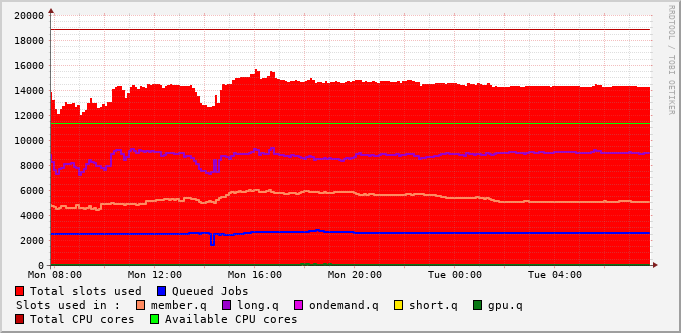 20000
18000
16000
14000
12000
10000
8000
6000
4000
2000
0
Mon 08:00 Mon 12:00 Mon 16:00 Mon 20:00 Tue 00:00 Tue 04:00
Total slots used Queued Jobs
Slots used in : member.q long.q ondemand.q short.q gpu.q
Total CPU cores Available CPU cores
RRDTOOL / TOBI OETIKER